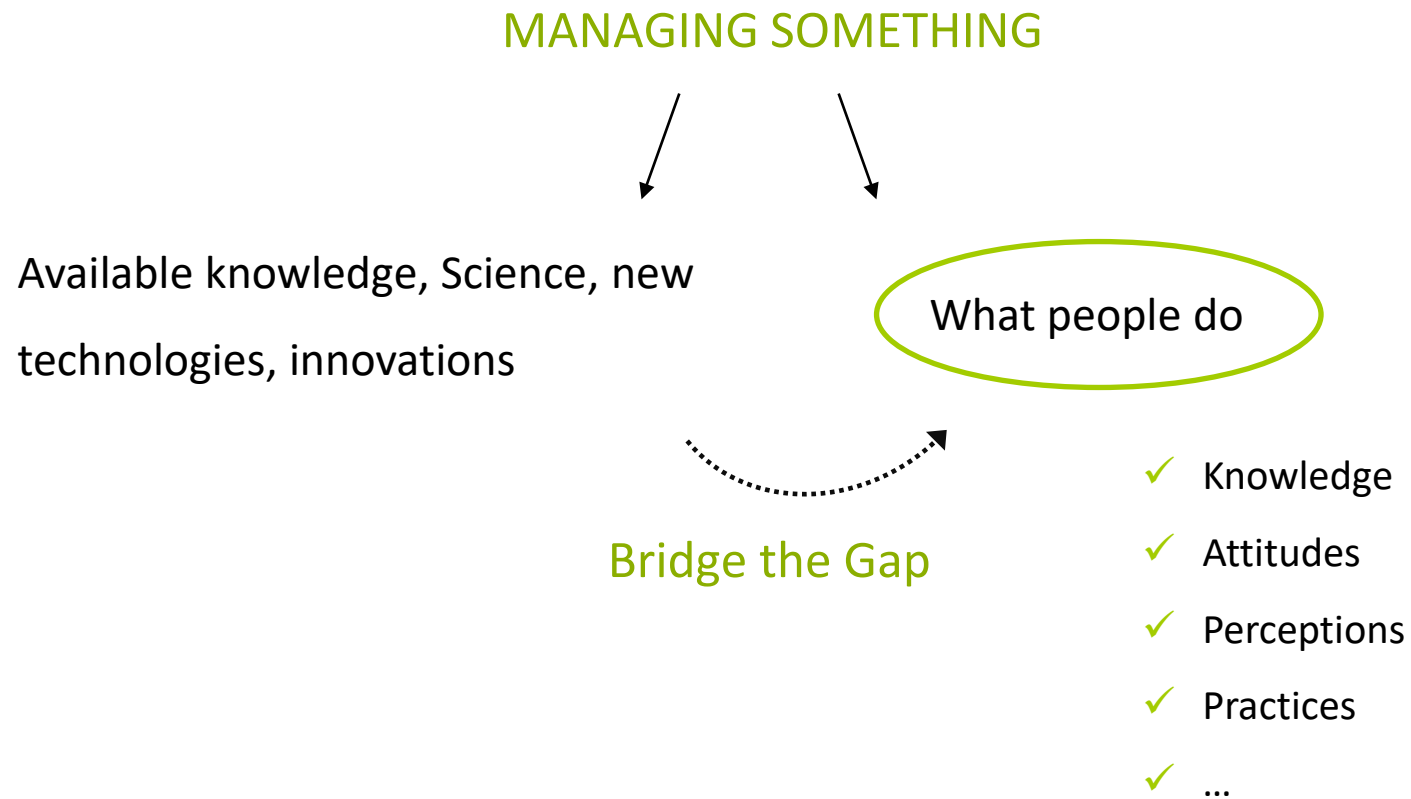 MANAGING SOMETHING
Available knowledge, Science, new
technologies, innovations
What people do
Bridge the Gap
✓ Knowledge
✓ Attitudes
✓ Perceptions
✓ Practices
✓ ...